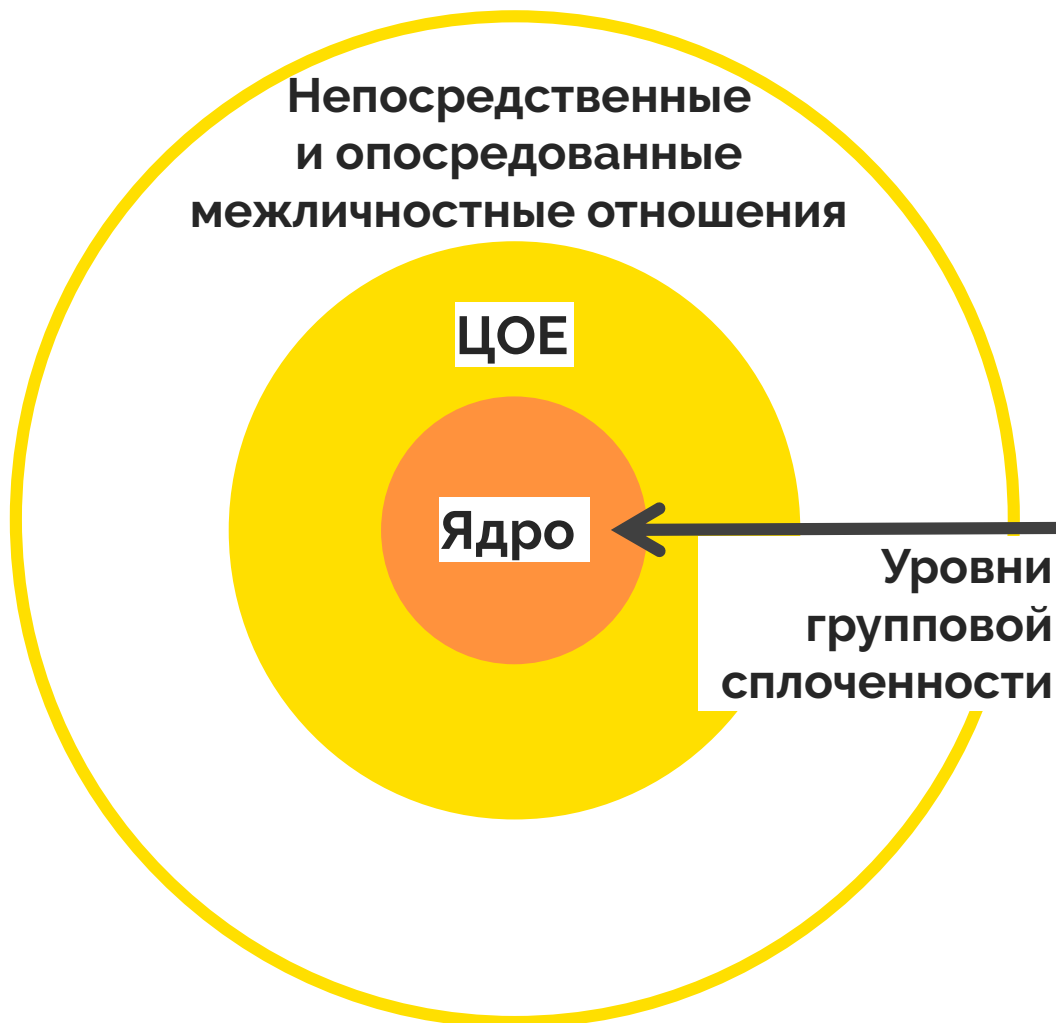 Непосредственные
и опосредованные
межличностные отношения
ЦОЕ
Ядро
Уровни
групповой
сплоченности